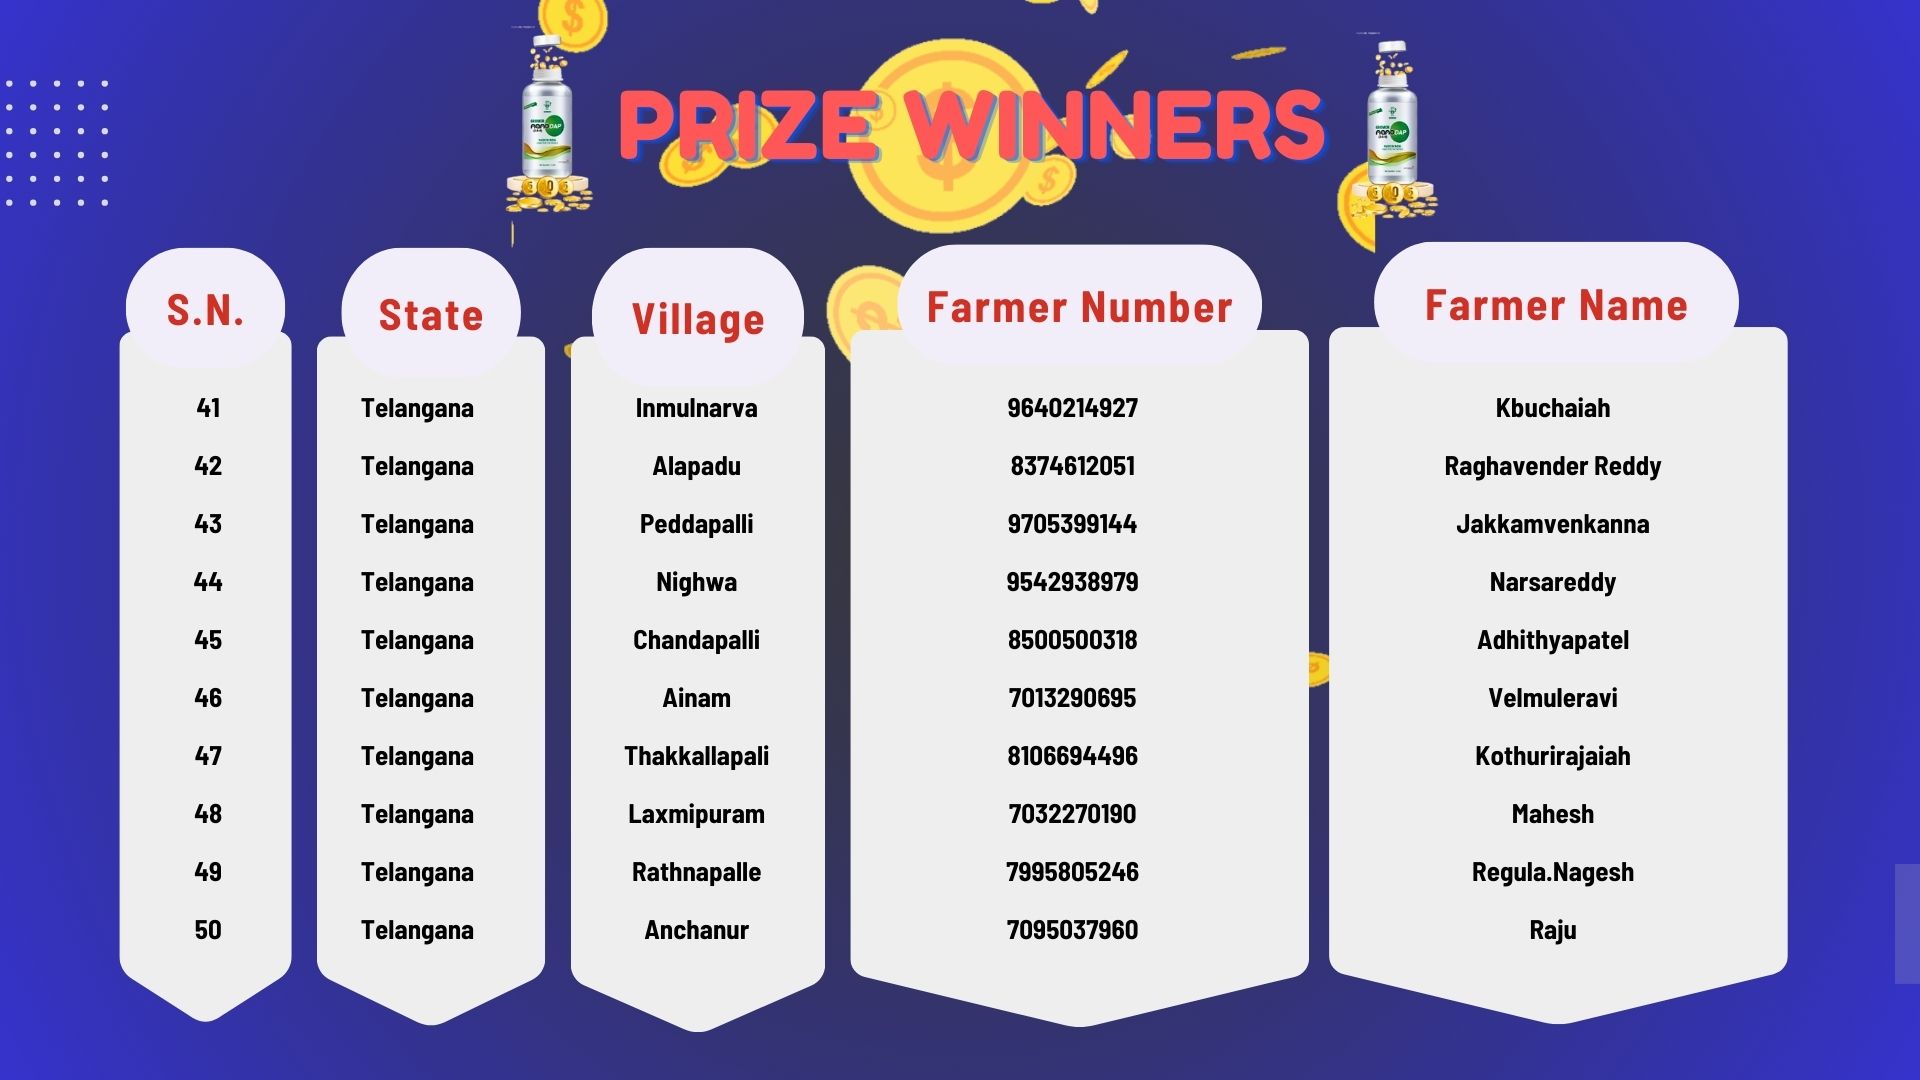 PRIZE WINNERS
S.N. State Village Farmer Number Farmer Name
41 Telangana Inmulnarva 9640214927 Kbuchaiah
42 Telangana Alapadu 8374612051 Raghavender Reddy
43 Telangana Peddapalli 9705399144 Jakkamvenkanna
44 Telangana Nighwa 9542938979 Narsareddy
45 Telangana Chandapalli 8500500318 Adhithyapatel
46 Telangana Ainam 7013290695 Velmuleravi
47 Telangana Thakkallapali 8106694496 Kothurirajaiah
48 Telangana Laxmipuram 7032270190 Mahesh
49 Telangana Rathnapalle 7995805246 Regula.Nagesh
50 Telangana Anchanur 7095037960 Raju